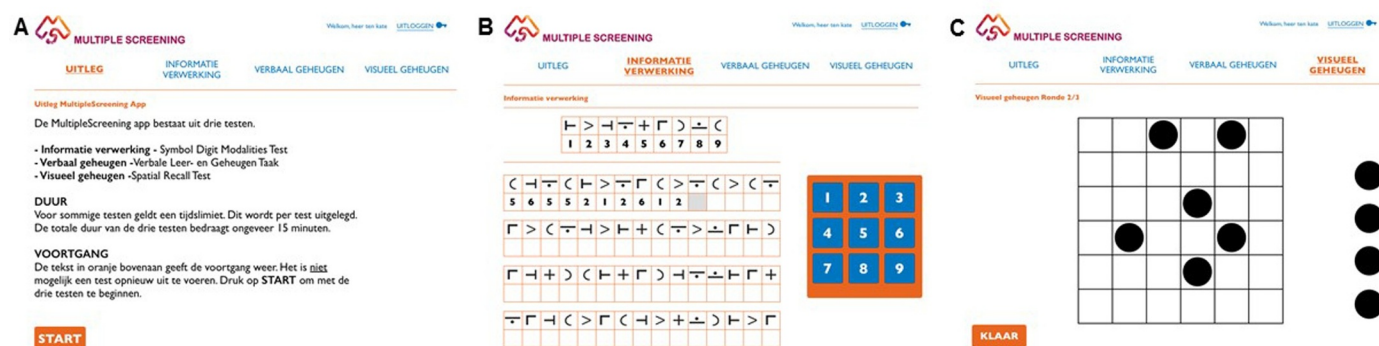 A
MULTIPLE SCREENING
Welkom, heer ten kate UITLOGGEN
UITLEG INFORMATIE VERWERKING VERBAAL GEHEUGEN VISUEEL GEHEUGEN
Uitleg MultipleScreening App
De MultipleScreening app bestaat uit drie testen.
- Informatie verwerking - Symbol Digit Modalities Test
- Verbaal geheugen -Verbale Leer- en Geheugen Taak
- Visueel geheugen -Spatial Recall Test
DUUR
Voor sommige testen geldt een tijdslimiet. Dit wordt per test uitgelegd.
De totale duur van de drie testen bedraagt ongeveer 15 minuten.
VOORTGANG
De tekst in oranje bovenaan geeft de voortgang weer. Het is niet
mogelijk een test opnieuw uit te voeren. Druk op START om met de
drie testen te beginnen.
START
B
MULTIPLE SCREENING
Welkom, heer ten kate UITLOGGEN
UITLEG INFORMATIE VERWERKING VERBAAL GEHEUGEN VISUEEL GEHEUGEN
Informatie verwerking
1 2 3 4 5 6 7 8 9
5 6 5 5 2 1 2 6 1 2
1 2 3
4 5 6
7 8 9
C
MULTIPLE SCREENING
Welkom, heer ten kate UITLOGGEN
UITLEG INFORMATIE VERWERKING VERBAAL GEHEUGEN VISUEEL GEHEUGEN
Visueel geheugen Ronde 2/3
KLAAR